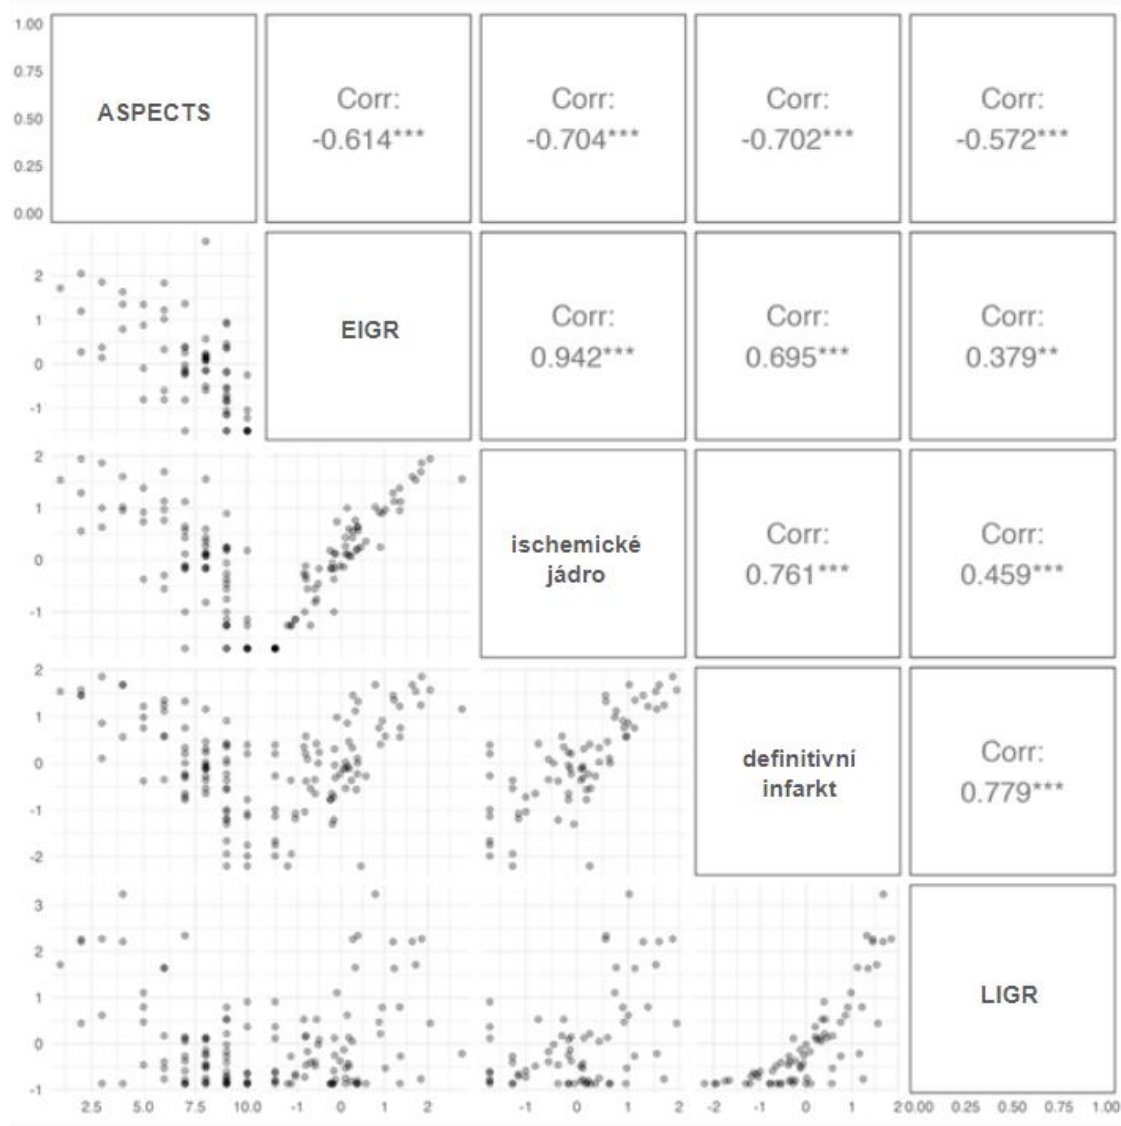 1.00
0.75
0.50
0.25
0.00
ASPECTS
Corr:
-0.614***
Corr:
-0.704***
Corr:
-0.702***
Corr:
-0.572***
2
1
0
-1
EIGR
Corr:
0.942***
Corr:
0.695***
Corr:
0.379**
2
1
0
-1
ischemické
jádro
Corr:
0.761***
Corr:
0.459***
2
1
0
-1
-2
definitivní
infarkt
Corr:
0.779***
3
2
1
0
-1
LIGR
2.5 5.0 7.5 10.0 -1 0 1 2 -1 0 1 2 -2 -1 0 1 2 0.00 0.25 0.50 0.75 1.00